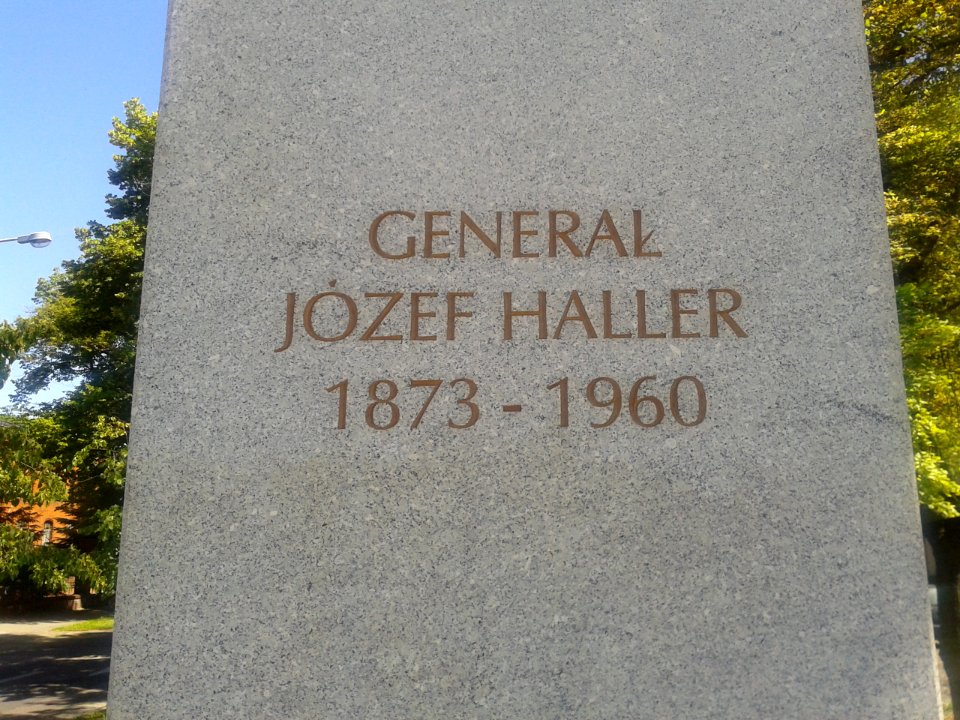 GENERAŁ
JÓZEF HALLER
1873 - 1960